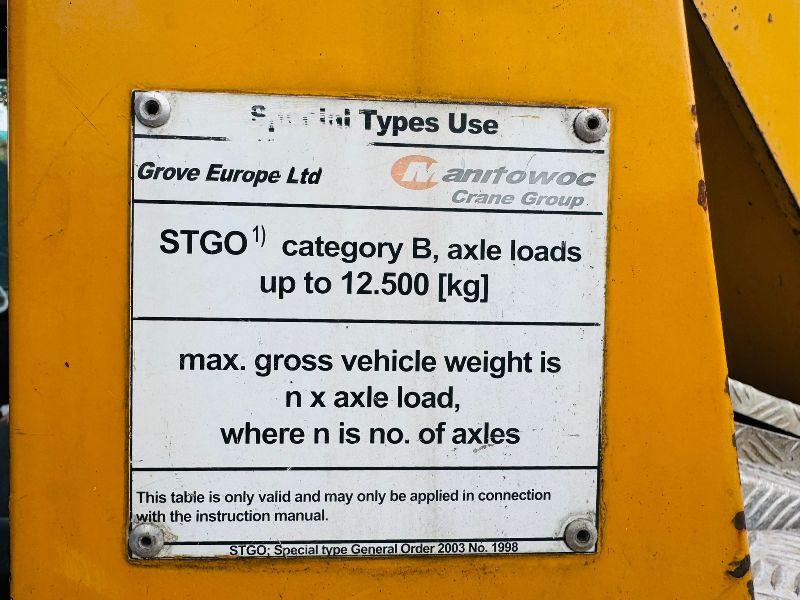 Special Types Use
Grove Europe Ltd
Manitowoc
Crane Group
STGO 1) category B, axle loads
up to 12.500 [kg]
max. gross vehicle weight is
n x axle load,
where n is no. of axles
This table is only valid and may only be applied in connection
with the instruction manual.
STGO; Special type General Order 2003 No. 1998